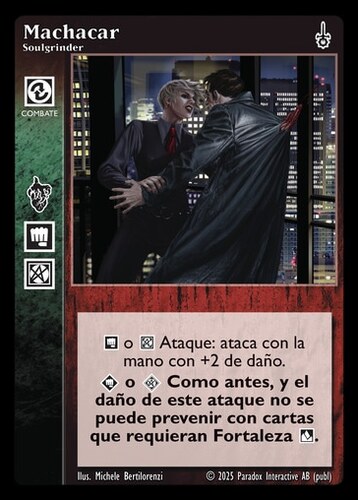 Machacar
Soulgrinder
COMBATE
o Ataque: ataca con la
mano con +2 de daño.
o Como antes, y el
daño de este ataque no se
puede prevenir con cartas
que requieran Fortaleza .
Ilus. Michele Bertilorenzi © 2025 Paradox Interactive AB (publ)